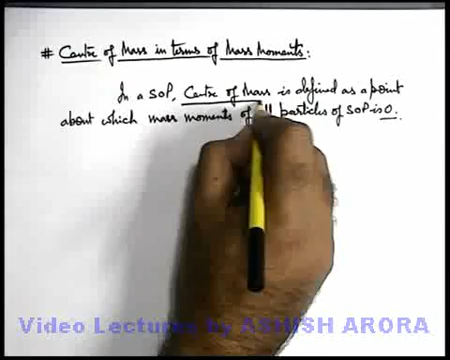 # Centre of Mass in terms of Mass Moments:
In a SOP, Centre of Mass is defined as a point
about which mass moments of all particles of SOP is 0.
Video Lectures by ASHISH ARORA